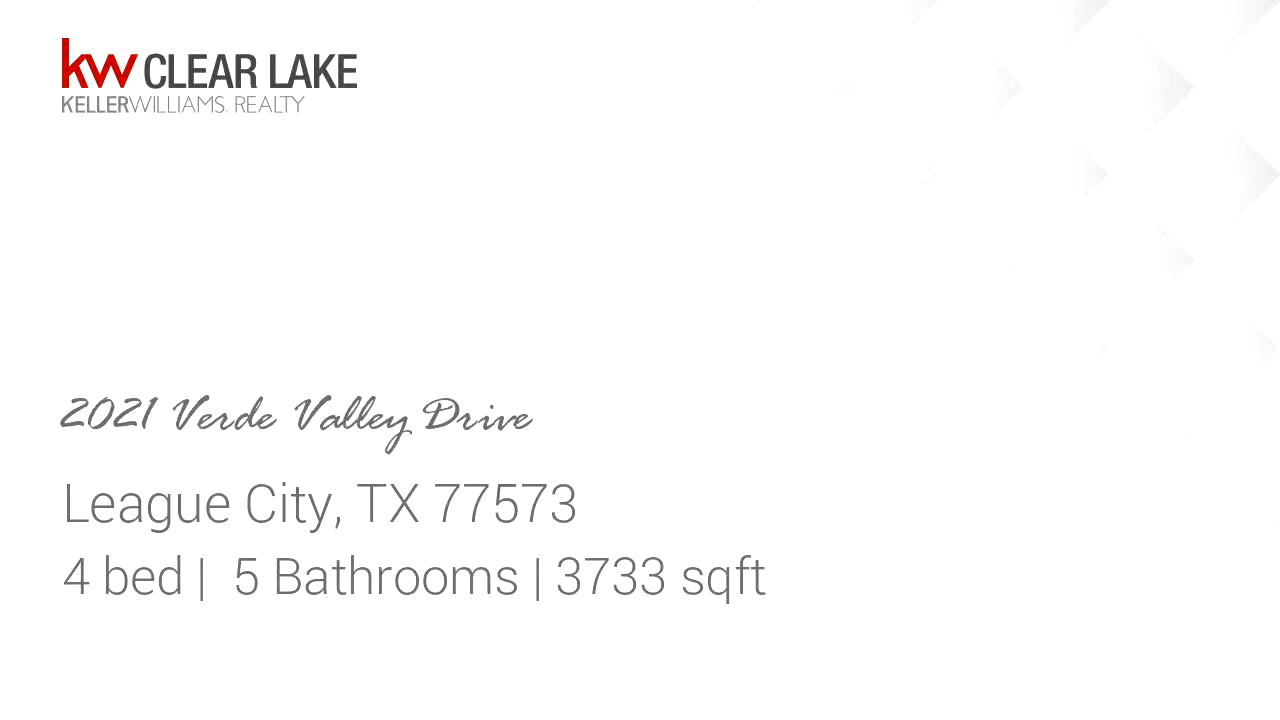 kw CLEAR LAKE
KELLERWILLIAMS. REALTY
2021 Verde Valley Drive
League City, TX 77573
4 bed | 5 Bathrooms | 3733 sqft